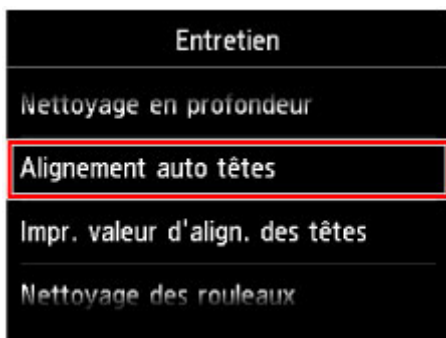 Entretien
Nettoyage en profondeur
Alignement auto têtes
Impr. valeur d'align. des têtes
Nettoyage des rouleaux